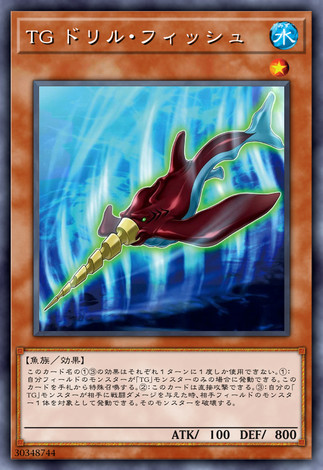 TG ドリル・フィッシュ
水
【魚族／効果】
このカード名の①③の効果はそれぞれ１ターンに１度しか使用できない。①：
自分フィールドのモンスターが「TG」モンスターのみの場合に発動できる。この
カードを手札から特殊召喚する。②：このカードは直接攻撃できる。③：自分の「
TG」モンスターが相手に戦闘ダメージを与えた時、相手フィールドのモンスタ
ー１体を対象として発動できる。そのモンスターを破壊する。
ATK/ 100 DEF/ 800
30348744